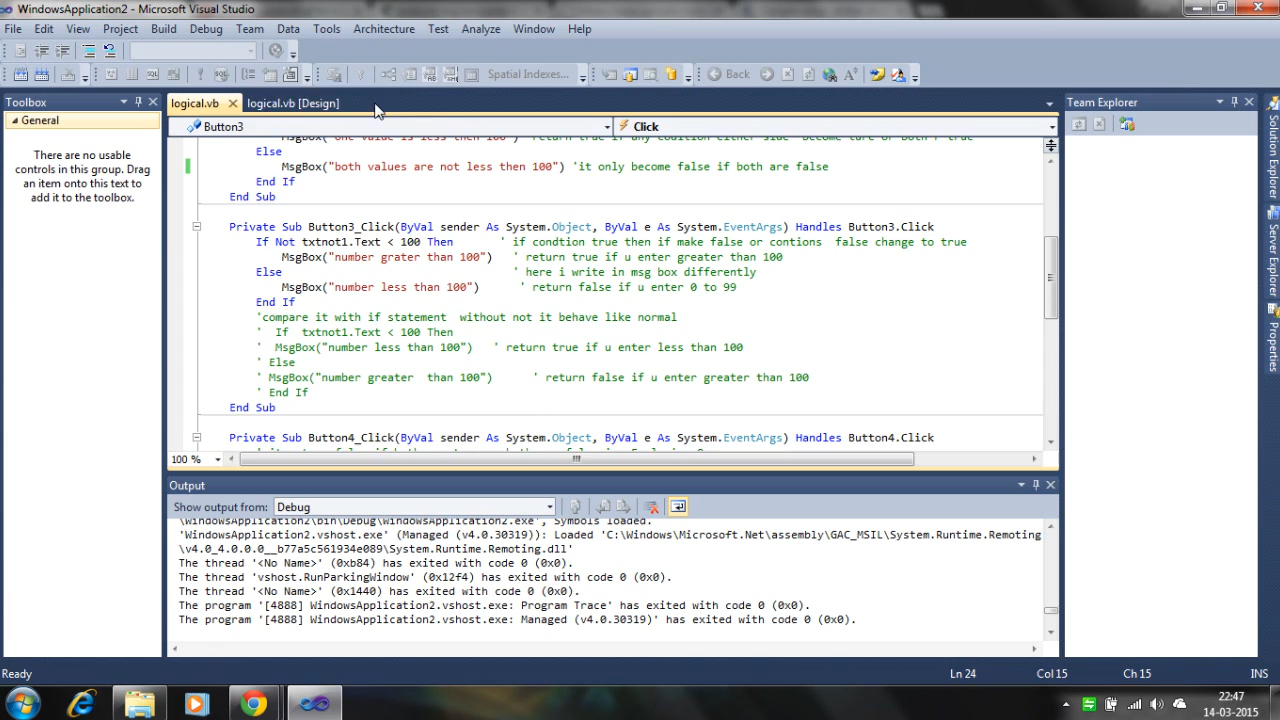 WindowsApplication2 - Microsoft Visual Studio
File Edit View Project Build Debug Team Data Tools Architecture Test Analyze Window Help
Spatial Indexes... Back
Toolbox
General
There are no usable
controls in this group. Drag
an item onto this text to
add it to the toolbox.
logical.vb logical.vb [Design]
Button3 Click
Else
MsgBox("both values are not less then 100") 'it only become false if both are false
End If
End Sub
Private Sub Button3_Click(ByVal sender As System.Object, ByVal e As System.EventArgs) Handles Button3.Click
If Not txtnot1.Text < 100 Then ' if condtion true then if make false or contions false change to true
MsgBox("number grater than 100") ' return true if u enter greater than 100
Else ' here i write in msg box differently
MsgBox("number less than 100") ' return false if u enter 0 to 99
End If
'compare it with if statement without not it behave like normal
' If txtnot1.Text < 100 Then
' MsgBox("number less than 100") ' return true if u enter less than 100
' Else
' MsgBox("number greater than 100") ' return false if u enter greater than 100
' End If
End Sub
Private Sub Button4_Click(ByVal sender As System.Object, ByVal e As System.EventArgs) Handles Button4.Click
100 %
Output
Show output from: Debug
\WindowsApplication2\bin\Debug\WindowsApplication2.exe', Symbols loaded.
'WindowsApplication2.vshost.exe' (Managed (v4.0.30319)): Loaded 'C:\Windows\Microsoft.Net\assembly\GAC_MSIL\System.Runtime.Remoting
\v4.0_4.0.0.0__b77a5c561934e089\System.Runtime.Remoting.dll'
The thread '<No Name>' (0xb84) has exited with code 0 (0x0).
The thread 'vshost.RunParkingWindow' (0x12f4) has exited with code 0 (0x0).
The thread '<No Name>' (0x1440) has exited with code 0 (0x0).
The program '[4888] WindowsApplication2.vshost.exe: Program Trace' has exited with code 0 (0x0).
The program '[4888] WindowsApplication2.vshost.exe: Managed (v4.0.30319)' has exited with code 0 (0x0).
Team Explorer
Solution Explorer
Server Explorer
Properties
Ready Ln 24 Col 15 Ch 15 INS
22:47
14-03-2015